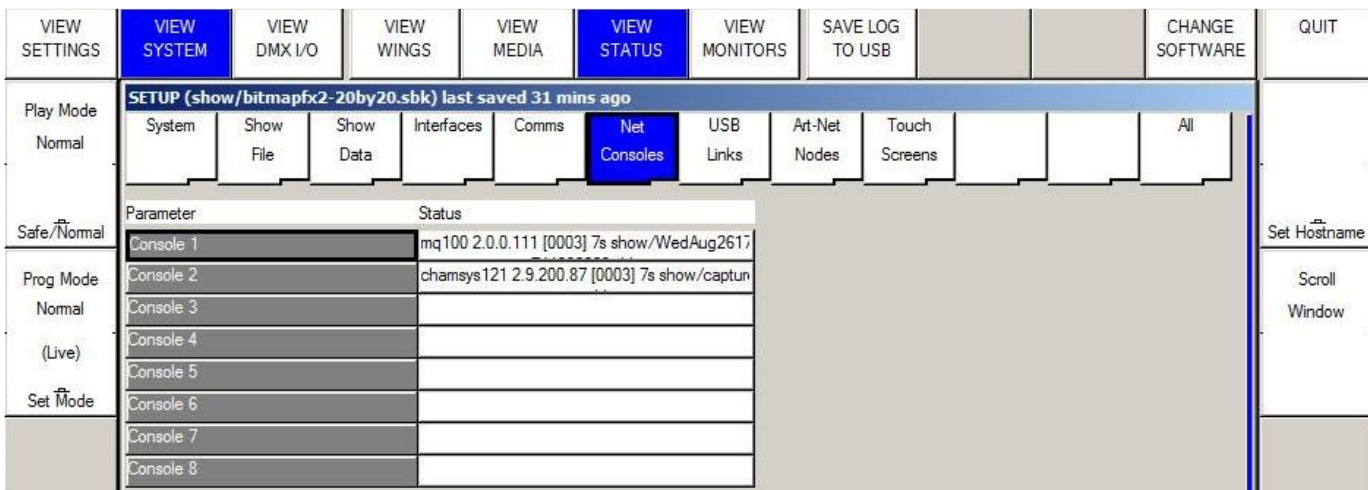 VIEW
SETTINGS
VIEW
SYSTEM
VIEW
DMX I/O
VIEW
WINGS
VIEW
MEDIA
VIEW
STATUS
VIEW
MONITORS
SAVE LOG
TO USB
CHANGE
SOFTWARE
QUIT
Play Mode
Normal
Safe/Normal
Prog Mode
Normal
(Live)
Set Mode
SETUP (show/bitmapfx2-20by20.sbk) last saved 31 mins ago
System
Show
File
Show
Data
Interfaces
Comms
Net
Consoles
USB
Links
Art-Net
Nodes
Touch
Screens
All
Parameter Status
Console 1 mq100 2.0.0.111 [0003] 7s show/WedAug2617
Console 2 chamsys121 2.9.200.87 [0003] 7s show/captur
Console 3
Console 4
Console 5
Console 6
Console 7
Console 8
Set Hostname
Scroll
Window